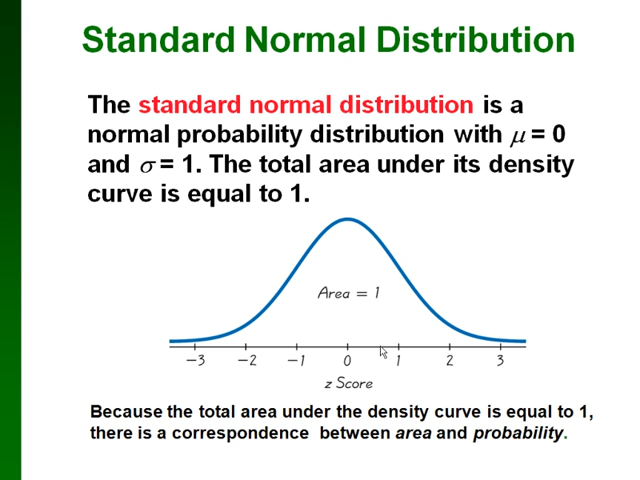 Standard Normal Distribution
The standard normal distribution is a
normal probability distribution with μ = 0
and σ = 1. The total area under its density
curve is equal to 1.
Area = 1
−3 −2 −1 0 1 2 3
z Score
Because the total area under the density curve is equal to 1,
there is a correspondence between area and probability.